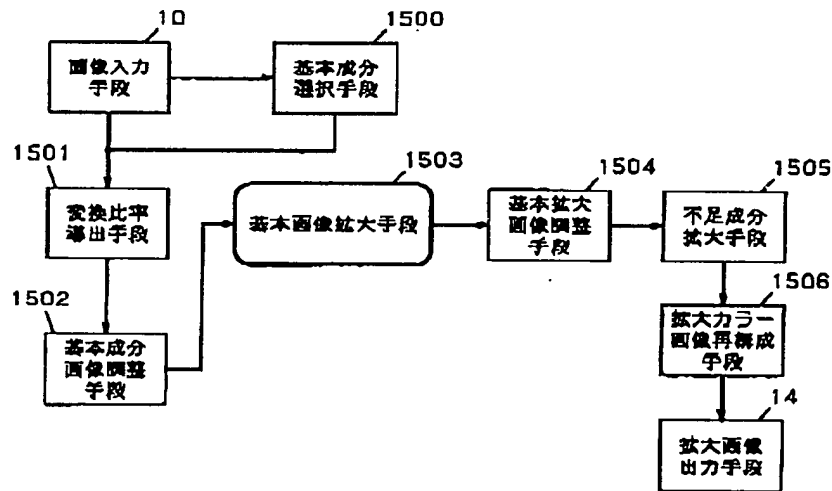 10
1500
画像入力
手段
基本成分
選択手段
1501
変換比率
導出手段
1503
基本画像拡大手段
1504
基本拡大
画像調整
手段
1505
不足成分
拡大手段
1502
基本成分
画像調整
手段
1506
拡大カラー
画像再構成
手段
14
拡大画像
出力手段